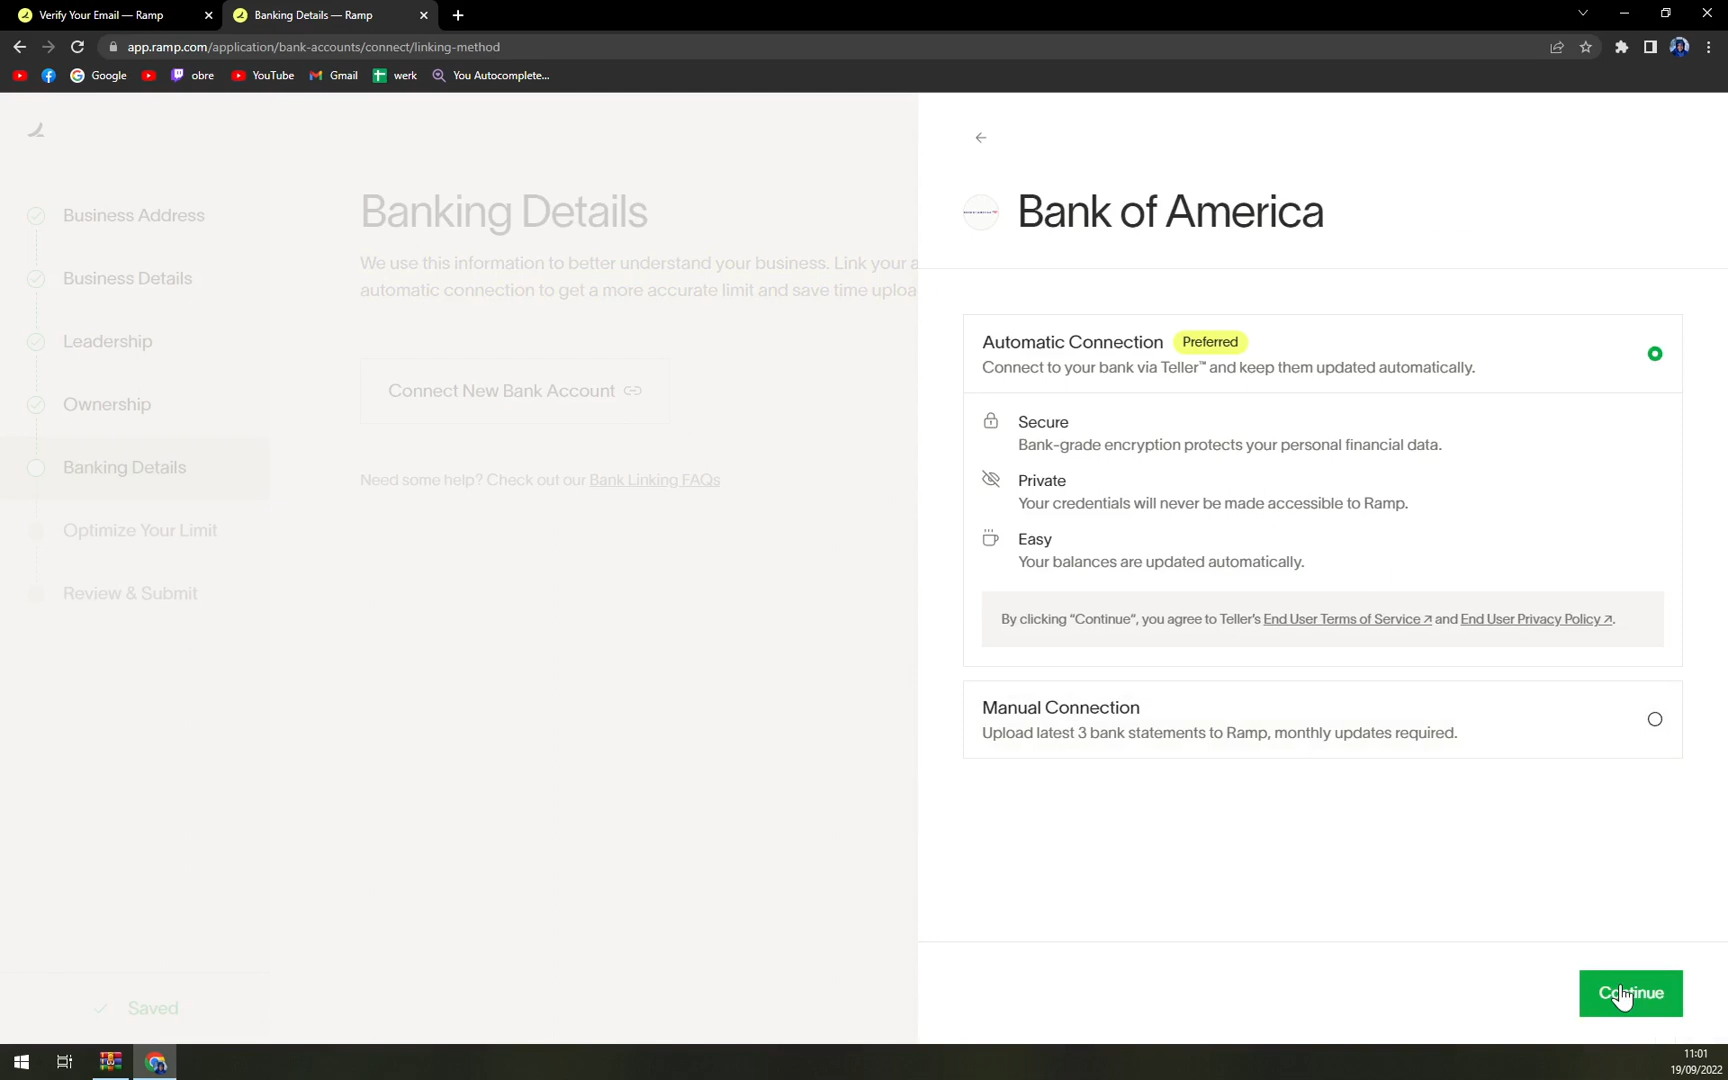 Verify Your Email — Ramp
Banking Details — Ramp
app.ramp.com/application/bank-accounts/connect/linking-method
Google
obre
YouTube
Gmail
werk
You Autocomplete...
Business Address
Business Details
Leadership
Ownership
Banking Details
Optimize Your Limit
Review & Submit
Saved
Banking Details
We use this information to better understand your business. Link your a
automatic connection to get a more accurate limit and save time uploa
Connect New Bank Account
Need some help? Check out our Bank Linking FAQs
Bank of America
Automatic Connection Preferred
Connect to your bank via Teller™ and keep them updated automatically.
Secure
Bank-grade encryption protects your personal financial data.
Private
Your credentials will never be made accessible to Ramp.
Easy
Your balances are updated automatically.
By clicking “Continue”, you agree to Teller’s End User Terms of Service ↗ and End User Privacy Policy ↗.
Manual Connection
Upload latest 3 bank statements to Ramp, monthly updates required.
Continue
11:01
19/09/2022